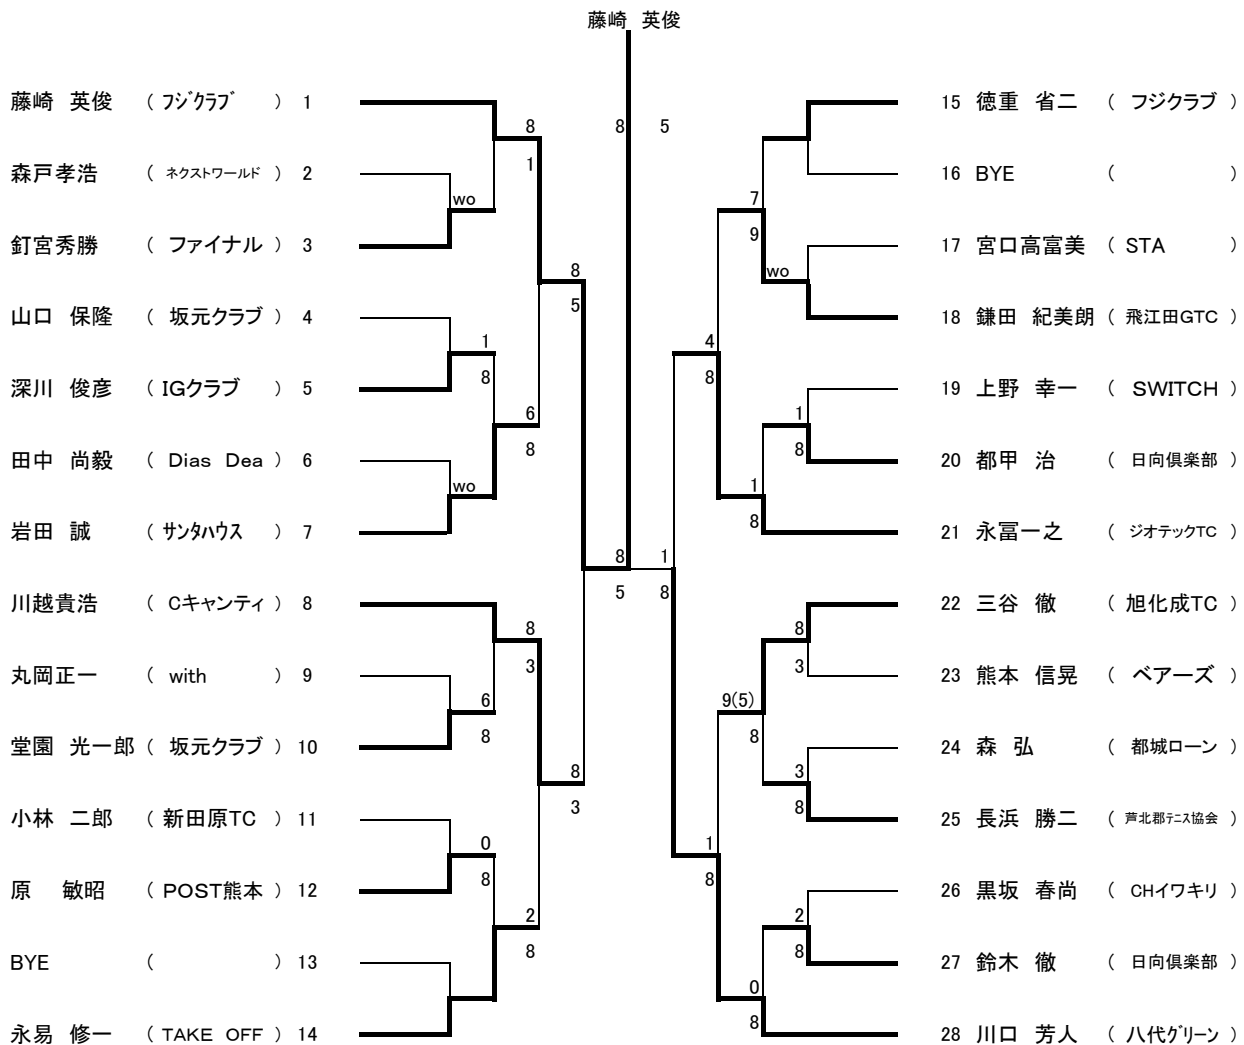 藤崎 英俊
藤崎 英俊 ( フジクラブ ) 1
8
1
森戸孝浩 ( ネクストワールド ) 2
wo
釘宮秀勝 ( ファイナル ) 3
8
5
山口 保隆 ( 坂元クラブ ) 4
1
8
深川 俊彦 ( IGクラブ ) 5
6
8
田中 尚毅 ( Dias Dea ) 6
wo
岩田 誠 ( サンタハウス ) 7
川越貴浩 ( Cキャンティ ) 8
8
3
丸岡正一 ( with ) 9
6
8
堂園 光一郎 ( 坂元クラブ ) 10
8
3
小林 二郎 ( 新田原TC ) 11
0
8
原 敏昭 ( POST熊本 ) 12
2
8
BYE ( ) 13
永易 修一 ( TAKE OFF ) 14
8 5
8 1
5 8
15 徳重 省二 ( フジクラブ )
16 BYE ( )
7
9
17 宮口高富美 ( STA )
wo
18 鎌田 紀美朗 ( 飛江田GTC )
4
8
19 上野 幸一 ( SWITCH )
1
8
20 都甲 治 ( 日向倶楽部 )
1
8
21 永冨一之 ( ジオテックTC )
22 三谷 徹 ( 旭化成TC )
8
3
23 熊本 信晃 ( ベアーズ )
9(5)
8
24 森 弘 ( 都城ローン )
3
8
25 長浜 勝二 ( 芦北郡テニス協会 )
1
8
26 黒坂 春尚 ( CHイワキリ )
2
8
27 鈴木 徹 ( 日向倶楽部 )
0
8
28 川口 芳人 ( 八代グリーン )